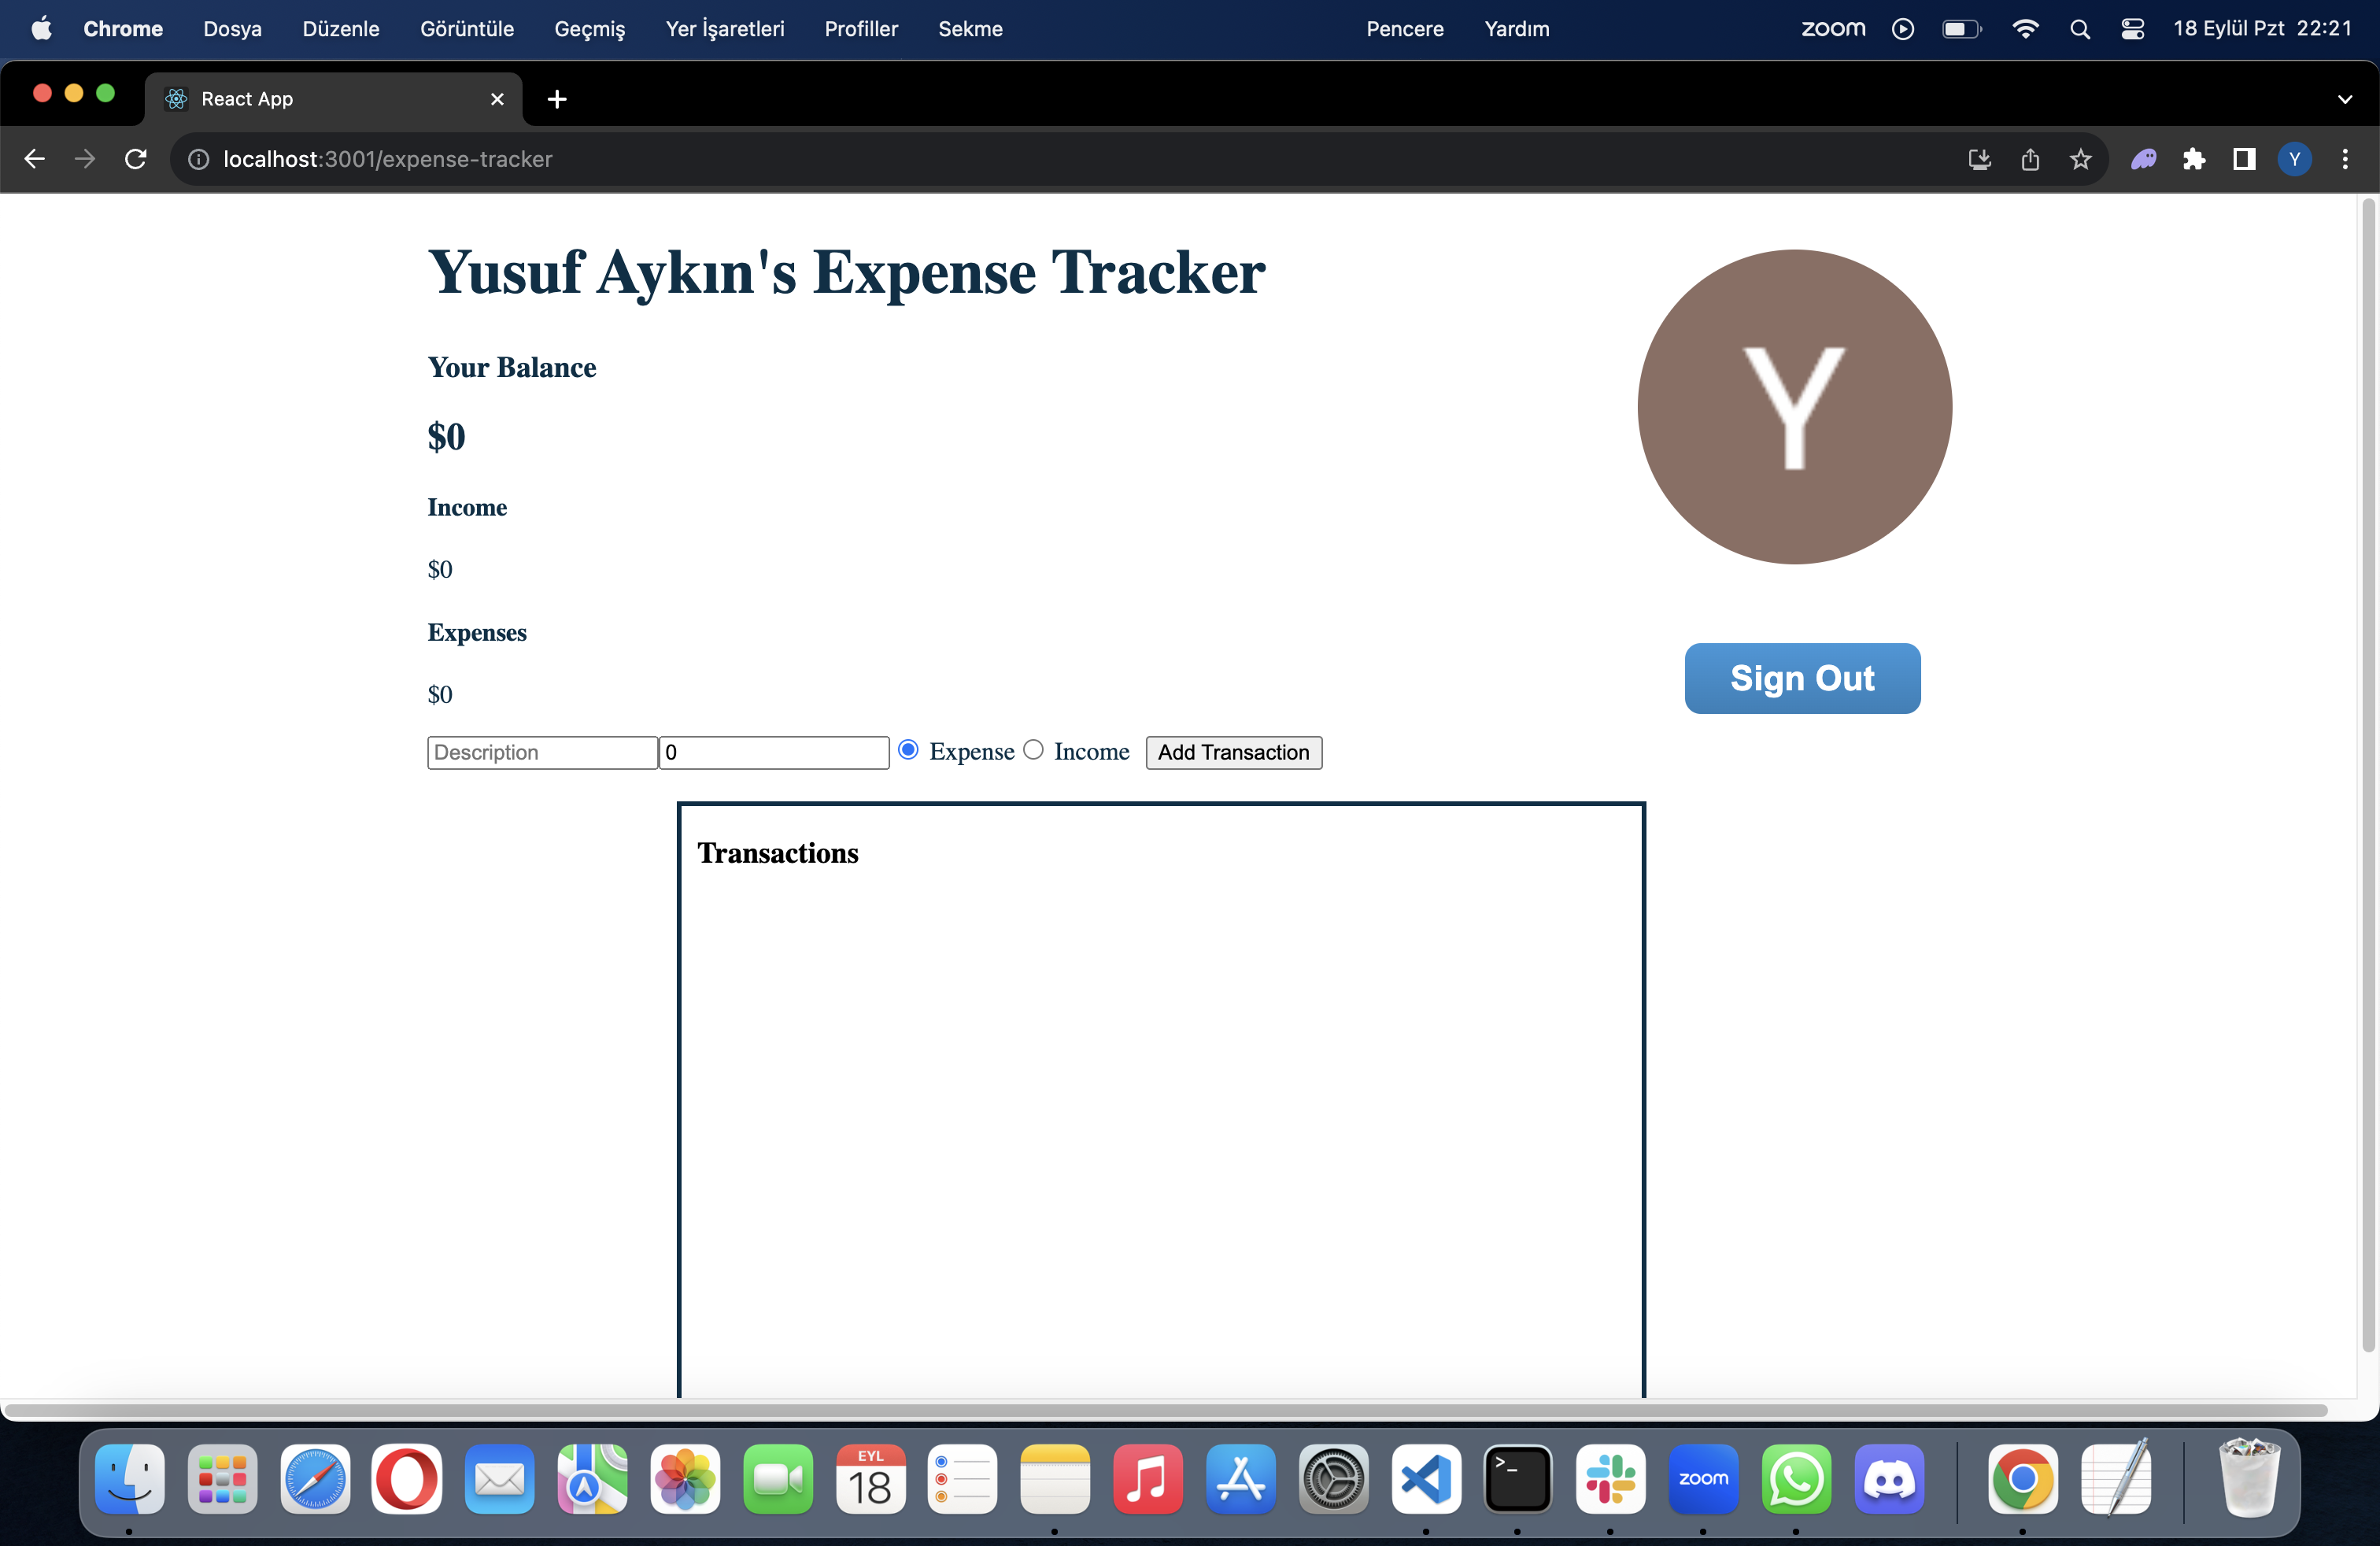 Chrome Dosya Düzenle Görüntüle Geçmiş Yer İşaretleri Profiller Sekme Pencere Yardım zoom 18 Eylül Pzt 22:21
React App
localhost:3001/expense-tracker
Y
Yusuf Aykın's Expense Tracker
Y
Your Balance
$0
Income
$0
Expenses
$0
Sign Out
Description 0 Expense Income Add Transaction
Transactions
EYL
18
>_
zoom